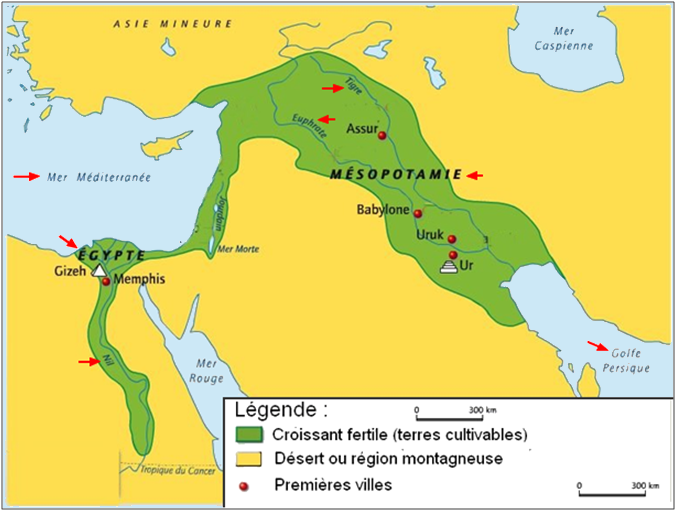 ASIE MINEURE
Mer
Caspienne
Tigre
Euphrate
Assur
MÉSOPOTAMIE
Mer Méditerranée
Babylone
Jourdain
Uruk
Mer Morte
ÉGYPTE
Ur
Gizeh
Memphis
Nil
Mer
Rouge
Golfe
Persique
Légende :
0 300 km
Croissant fertile (terres cultivables)
Désert ou région montagneuse
Tropique du Cancer
Premières villes
0 300 km